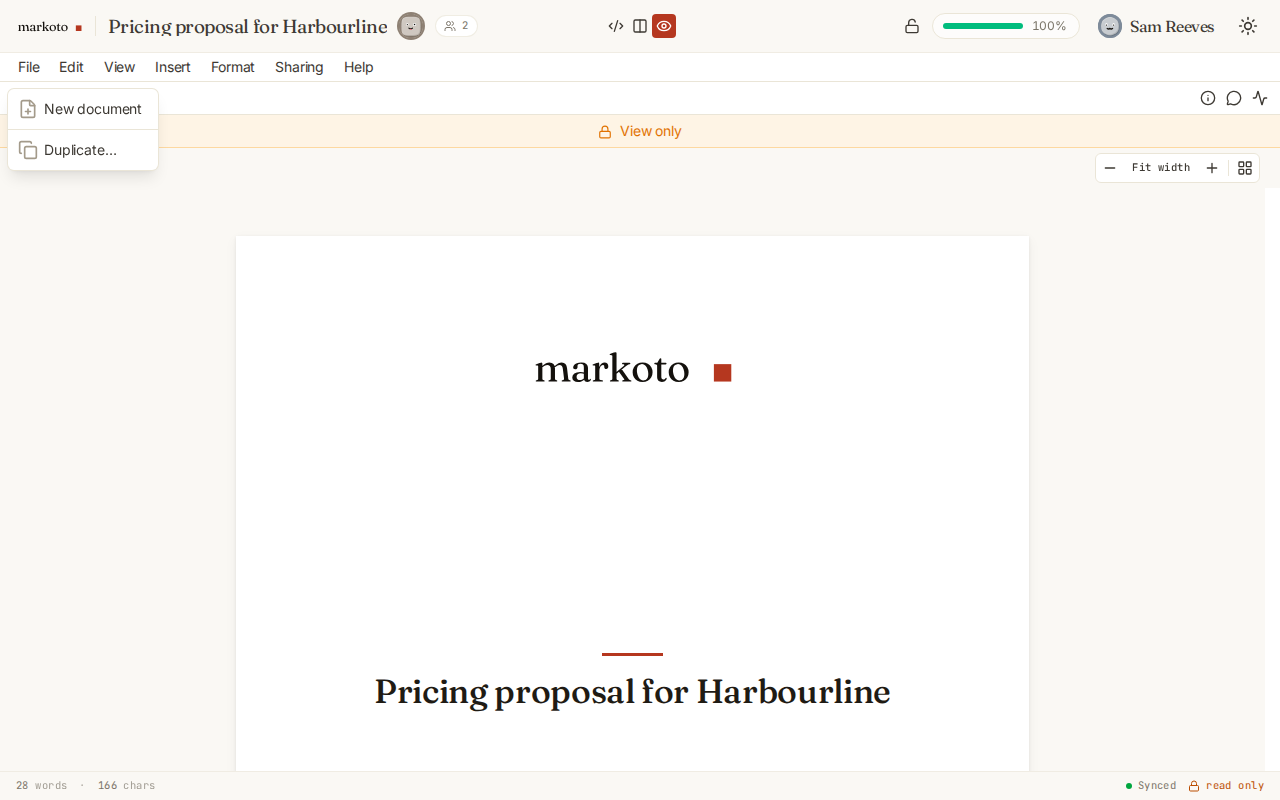 markoto
Pricing proposal for Harbourline
2
100%
Sam Reeves
File Edit View Insert Format Sharing Help
New document
Duplicate...
View only
Fit width
markoto
Pricing proposal for Harbourline
28 words · 166 chars
Synced
read only